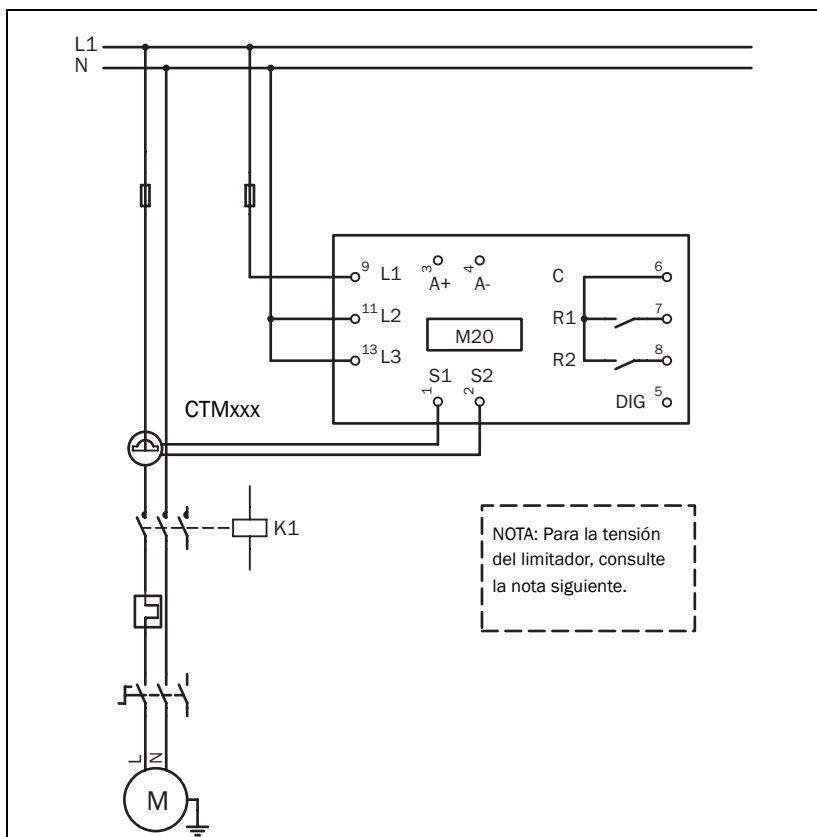 L1
N
9 L1
3 A+
4 A-
C 6
11 L2
M20
R1 7
13 L3
R2 8
S1 S2
1 2
DIG 5
CTMxxx
K1
NOTA: Para la tensión
del limitador, consulte
la nota siguiente.
L N
M